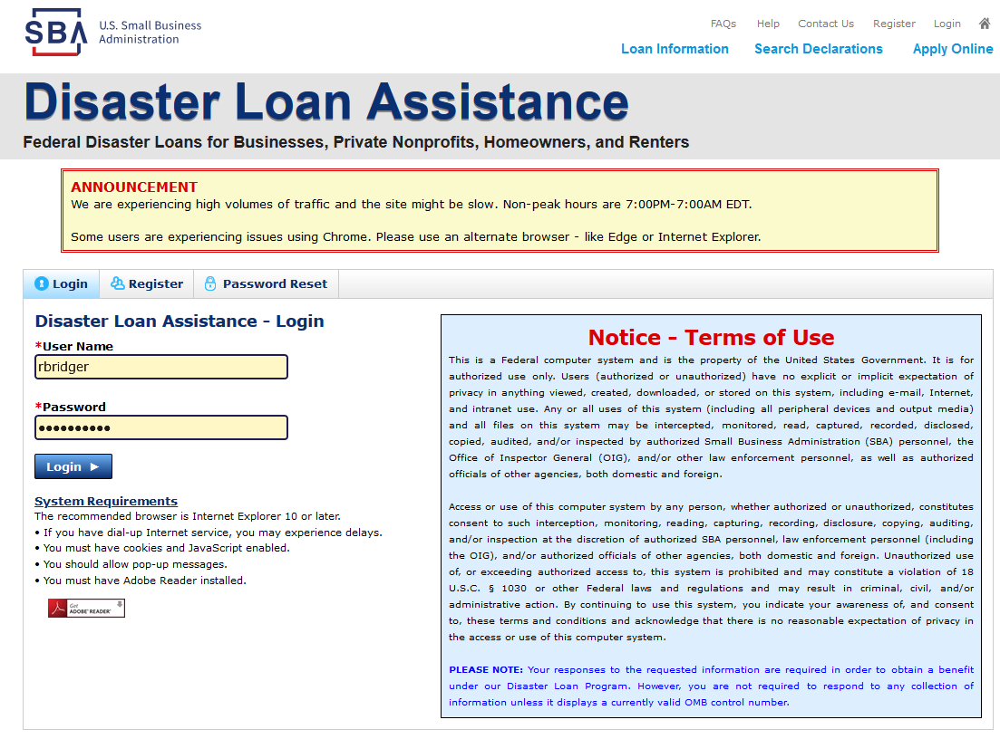 SBA U.S. Small Business
Administration
FAQs Help Contact Us Register Login
Loan Information Search Declarations Apply Online
Disaster Loan Assistance
Federal Disaster Loans for Businesses, Private Nonprofits, Homeowners, and Renters
ANNOUNCEMENT
We are experiencing high volumes of traffic and the site might be slow. Non-peak hours are 7:00PM-7:00AM EDT.
Some users are experiencing issues using Chrome. Please use an alternate browser - like Edge or Internet Explorer.
Login Register Password Reset
Disaster Loan Assistance - Login
*User Name
rbridger
*Password
••••••••••
Login ►
System Requirements
The recommended browser is Internet Explorer 10 or later.
• If you have dial-up Internet service, you may experience delays.
• You must have cookies and JavaScript enabled.
• You should allow pop-up messages.
• You must have Adobe Reader installed.
Get
ADOBE® READER®
Notice - Terms of Use
This is a Federal computer system and is the property of the United States Government. It is for
authorized use only. Users (authorized or unauthorized) have no explicit or implicit expectation of
privacy in anything viewed, created, downloaded, or stored on this system, including e-mail, Internet,
and intranet use. Any or all uses of this system (including all peripheral devices and output media)
and all files on this system may be intercepted, monitored, read, captured, recorded, disclosed,
copied, audited, and/or inspected by authorized Small Business Administration (SBA) personnel, the
Office of Inspector General (OIG), and/or other law enforcement personnel, as well as authorized
officials of other agencies, both domestic and foreign.
Access or use of this computer system by any person, whether authorized or unauthorized, constitutes
consent to such interception, monitoring, reading, capturing, recording, disclosure, copying, auditing,
and/or inspection at the discretion of authorized SBA personnel, law enforcement personnel (including
the OIG), and/or authorized officials of other agencies, both domestic and foreign. Unauthorized use
of, or exceeding authorized access to, this system is prohibited and may constitute a violation of 18
U.S.C. § 1030 or other Federal laws and regulations and may result in criminal, civil, and/or
administrative action. By continuing to use this system, you indicate your awareness of, and consent
to, these terms and conditions and acknowledge that there is no reasonable expectation of privacy in
the access or use of this computer system.
PLEASE NOTE: Your responses to the requested information are required in order to obtain a benefit
under our Disaster Loan Program. However, you are not required to respond to any collection of
information unless it displays a currently valid OMB control number.